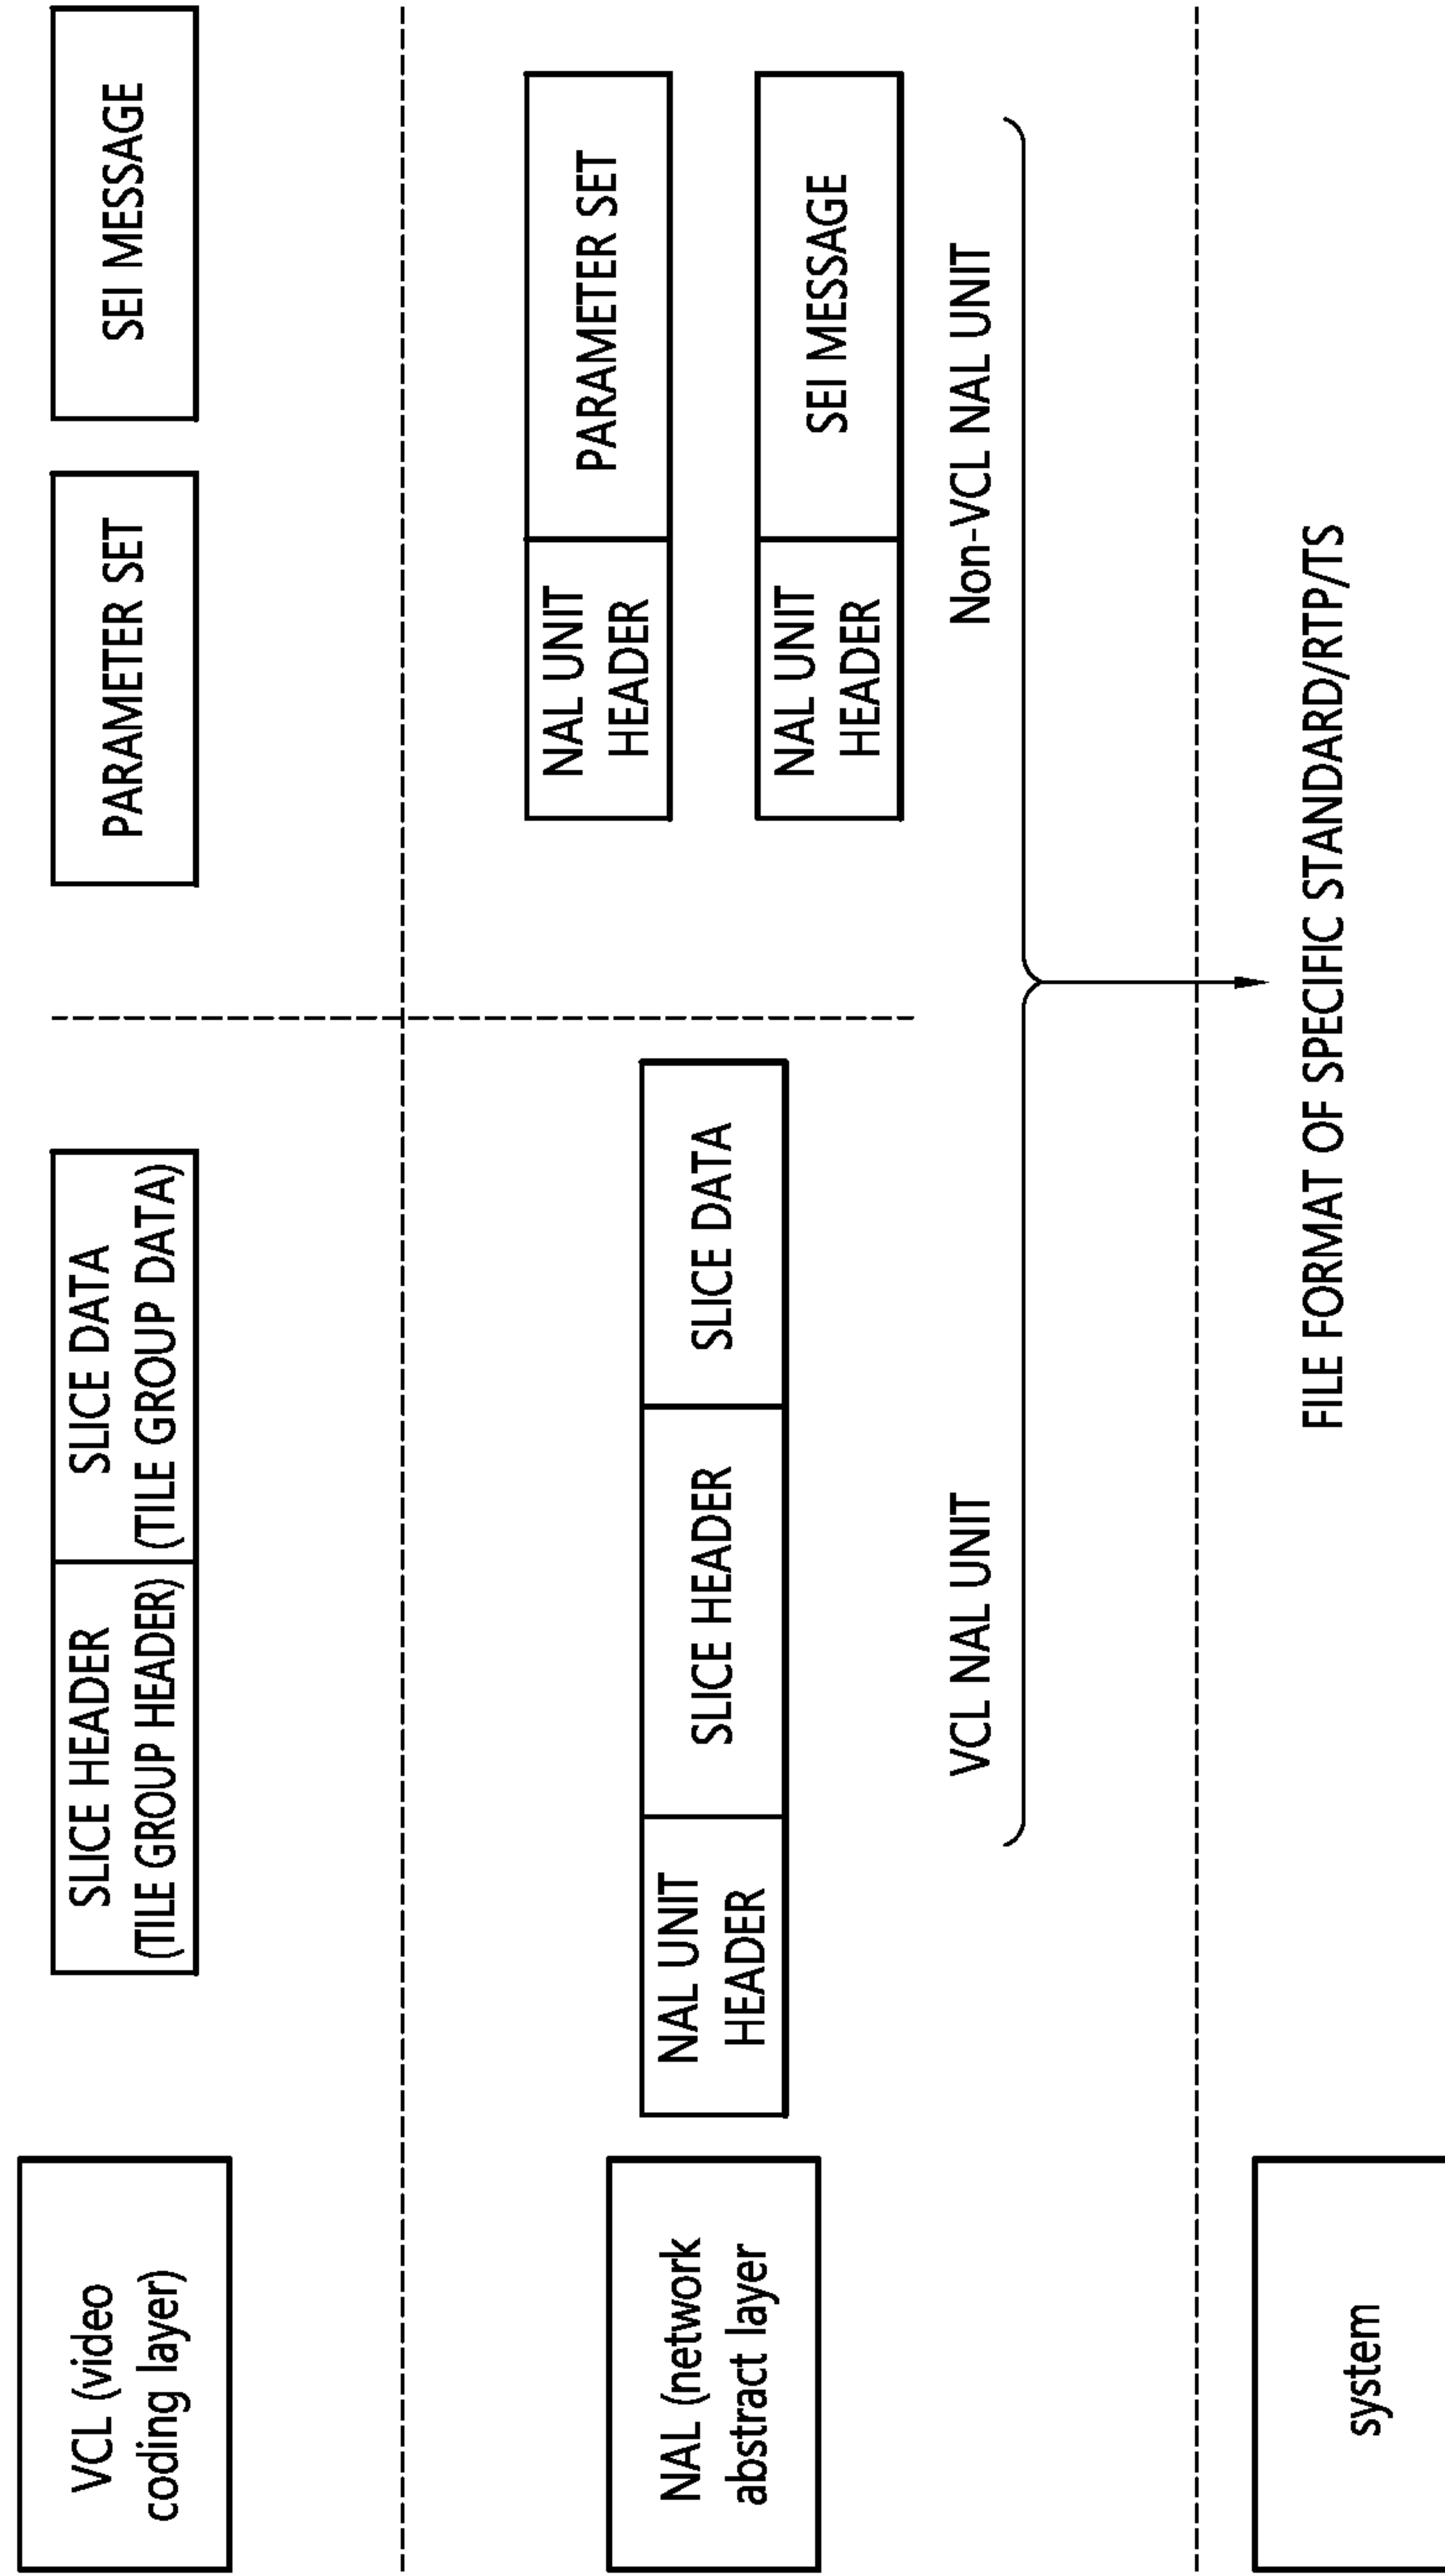 VCL (video
coding layer)
SLICE HEADER
(TILE GROUP HEADER)
SLICE DATA
(TILE GROUP DATA)
PARAMETER SET
SEI MESSAGE
NAL (network
abstract layer
NAL UNIT
HEADER
SLICE HEADER
SLICE DATA
NAL UNIT
HEADER
PARAMETER SET
NAL UNIT
HEADER
SEI MESSAGE
VCL NAL UNIT
Non-VCL NAL UNIT
system
FILE FORMAT OF SPECIFIC STANDARD/RTP/TS